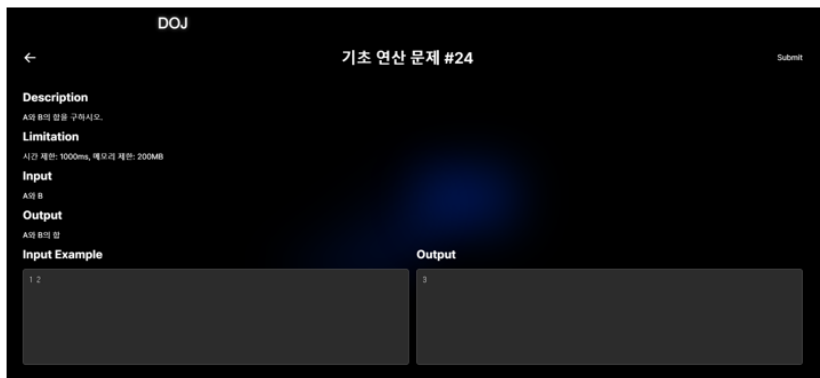 DOJ
←
기초 연산 문제 #24
Submit
Description
A와 B의 합을 구하시오.
Limitation
시간 제한: 1000ms, 메모리 제한: 200MB
Input
A와 B
Output
A와 B의 합
Input Example
Output
1 2
3